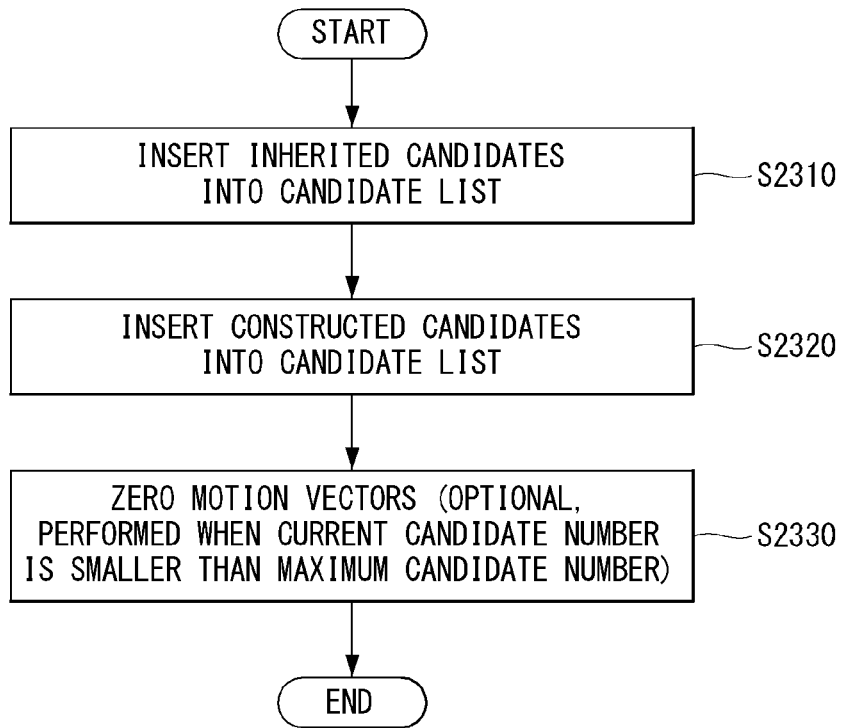 START
INSERT INHERITED CANDIDATES
INTO CANDIDATE LIST
S2310
INSERT CONSTRUCTED CANDIDATES
INTO CANDIDATE LIST
S2320
ZERO MOTION VECTORS (OPTIONAL,
PERFORMED WHEN CURRENT CANDIDATE NUMBER
IS SMALLER THAN MAXIMUM CANDIDATE NUMBER)
S2330
END